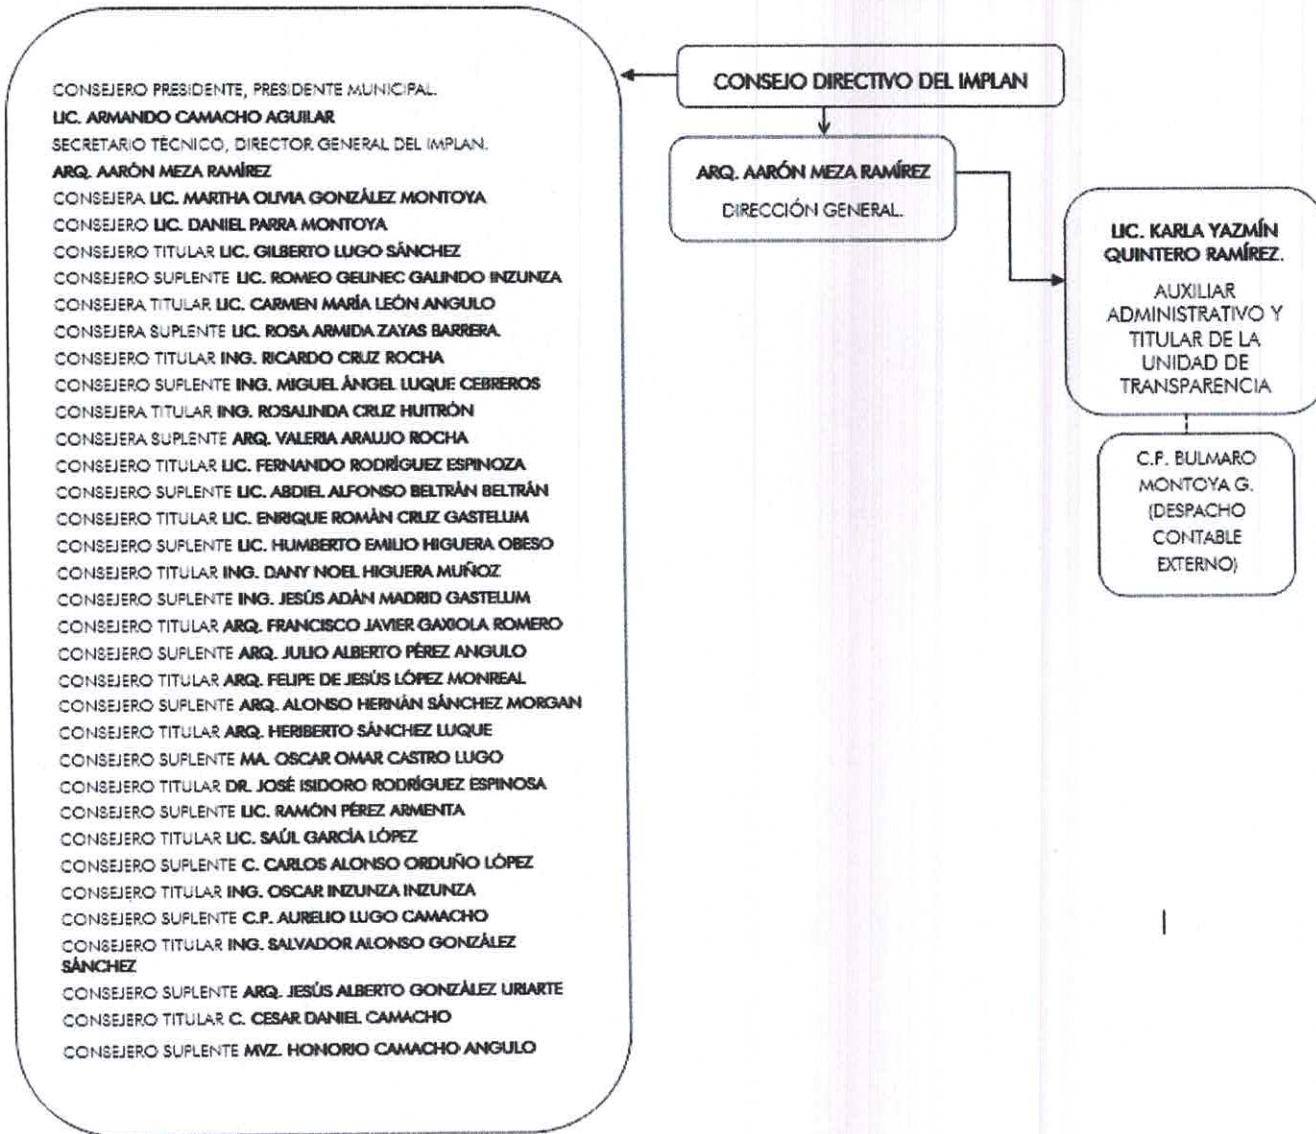 CONSEJERO PRESIDENTE, PRESIDENTE MUNICIPAL.
LIC. ARMANDO CAMACHO AGUILAR
SECRETARIO TÉCNICO, DIRECTOR GENERAL DEL IMPLAN.
ARQ. AARÓN MEZA RAMÍREZ
CONSEJERA LIC. MARTHA OLIVIA GONZÁLEZ MONTOYA
CONSEJERO LIC. DANIEL PARRA MONTOYA
CONSEJERO TITULAR LIC. GILBERTO LUGO SÁNCHEZ
CONSEJERO SUPLENTE LIC. ROMEO GEUNEC GALINDO INZUNZA
CONSEJERA TITULAR LIC. CARMEN MARÍA LEÓN ANGULO
CONSEJERA SUPLENTE LIC. ROSA ARMIDA ZAYAS BARRERA.
CONSEJERO TITULAR ING. RICARDO CRUZ ROCHA
CONSEJERO SUPLENTE ING. MIGUEL ÁNGEL LUQUE CEBREROS
CONSEJERA TITULAR ING. ROSALINDA CRUZ HUITRÓN
CONSEJERA SUPLENTE ARQ. VALERIA ARAUJO ROCHA
CONSEJERO TITULAR LIC. FERNANDO RODRÍGUEZ ESPINOZA
CONSEJERO SUPLENTE LIC. ABDIEL ALFONSO BELTRÁN BELTRÁN
CONSEJERO TITULAR LIC. ENRIQUE ROMÀN CRUZ GASTELUM
CONSEJERO SUPLENTE LIC. HUMBERTO EMILIO HIGUERA OBESO
CONSEJERO TITULAR ING. DANY NOEL HIGUERA MUÑOZ
CONSEJERO SUPLENTE ING. JESÚS ADÀN MADRID GASTELUM
CONSEJERO TITULAR ARQ. FRANCISCO JAVIER GAXIOLA ROMERO
CONSEJERO SUPLENTE ARQ. JULIO ALBERTO PÉREZ ANGULO
CONSEJERO TITULAR ARQ. FELIPE DE JESÚS LÓPEZ MONREAL
CONSEJERO SUPLENTE ARQ. ALONSO HERNÁN SÁNCHEZ MORGAN
CONSEJERO TITULAR ARQ. HERIBERTO SÁNCHEZ LUQUE
CONSEJERO SUPLENTE MA. OSCAR OMAR CASTRO LUGO
CONSEJERO TITULAR DR. JOSÉ ISIDORO RODRÍGUEZ ESPINOSA
CONSEJERO SUPLENTE LIC. RAMÓN PÉREZ ARMENTA
CONSEJERO TITULAR LIC. SAÚL GARCÍA LÓPEZ
CONSEJERO SUPLENTE C. CARLOS ALONSO ORDUÑO LÓPEZ
CONSEJERO TITULAR ING. OSCAR INZUNZA INZUNZA
CONSEJERO SUPLENTE C.P. AURELIO LUGO CAMACHO
CONSEJERO TITULAR ING. SALVADOR ALONSO GONZÁLEZ
SÁNCHEZ
CONSEJERO SUPLENTE ARQ. JESÚS ALBERTO GONZÁLEZ URIARTE
CONSEJERO TITULAR C. CESAR DANIEL CAMACHO
CONSEJERO SUPLENTE MVZ. HONORIO CAMACHO ANGULO
CONSEJO DIRECTIVO DEL IMPLAN
ARQ. AARÓN MEZA RAMÍREZ
DIRECCIÓN GENERAL.
LIC. KARLA YAZMÍN
QUINTERO RAMÍREZ.
AUXILIAR
ADMINISTRATIVO Y
TITULAR DE LA
UNIDAD DE
TRANSPARENCIA
C.P. BULMARO
MONTOYA G.
(DESPACHO
CONTABLE
EXTERNO)